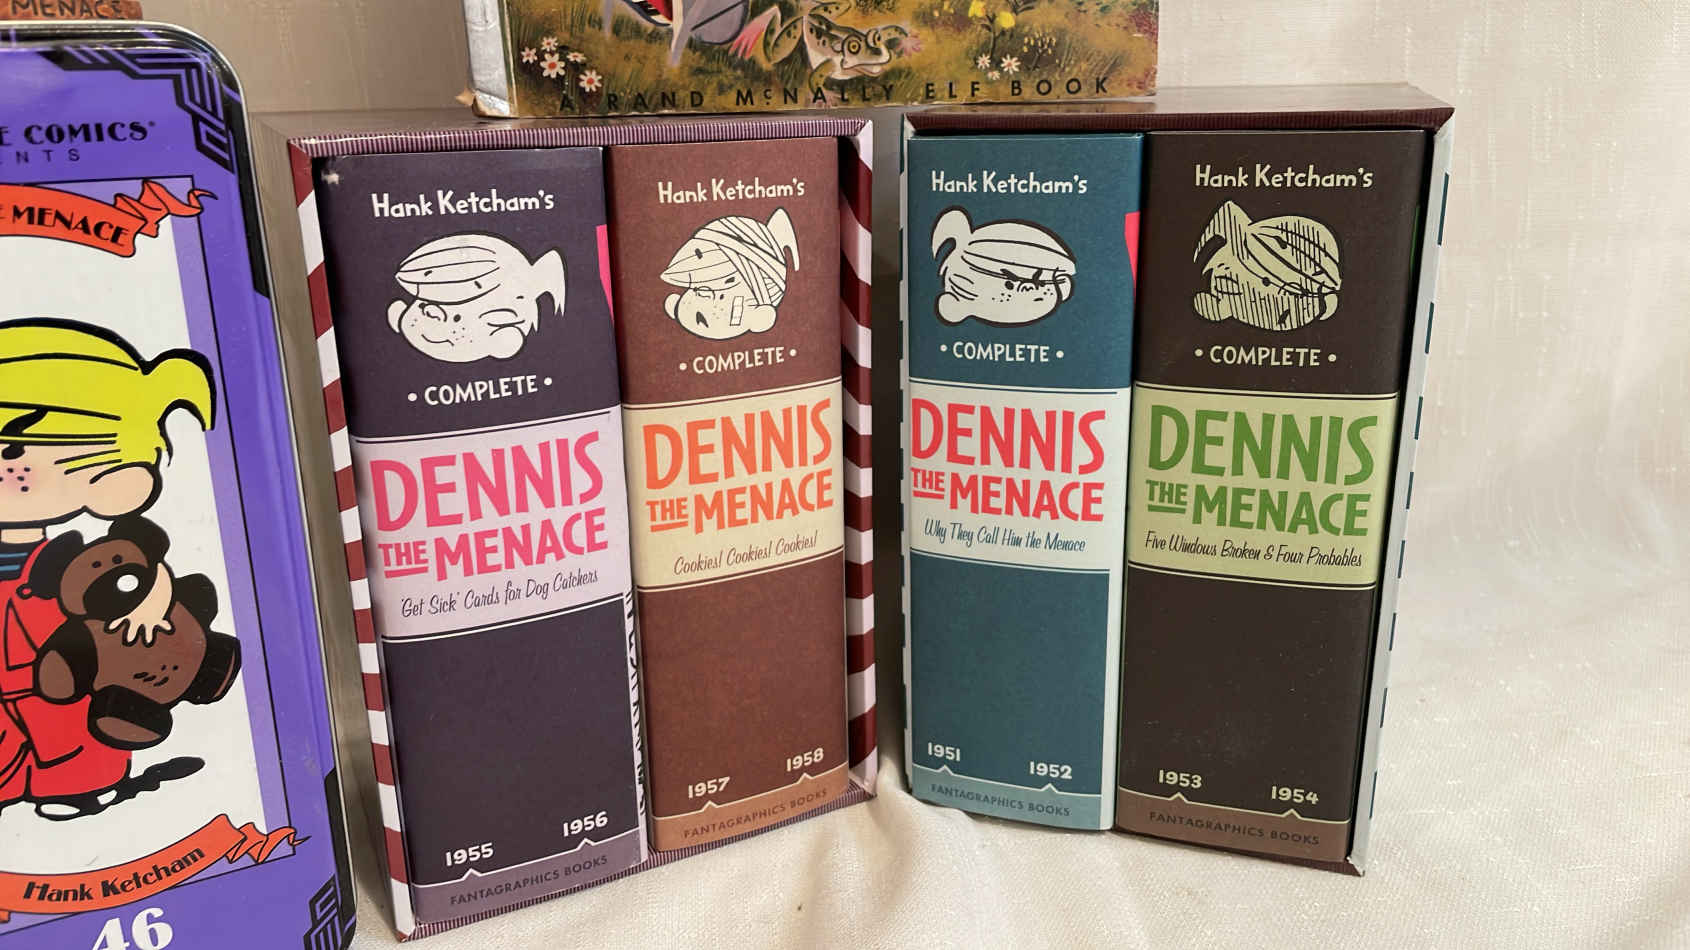 MENACE
E COMICS
ENTS
E MENACE
Hank Ketcham
46
A RAND McNALLY ELF BOOK
Hank Ketcham's
• COMPLETE •
DENNIS
THE MENACE
'Get Sick' Cards for Dog Catchers
1955
1956
FANTAGRAPHICS BOOKS
Hank Ketcham's
• COMPLETE •
DENNIS
THE MENACE
Cookies! Cookies! Cookies!
1957
1958
FANTAGRAPHICS BOOKS
Hank Ketcham's
• COMPLETE •
DENNIS
THE MENACE
Why They Call Him the Menace
1951
1952
FANTAGRAPHICS BOOKS
Hank Ketcham's
• COMPLETE •
DENNIS
THE MENACE
Five Windows Broken & Four Probables
1953
1954
FANTAGRAPHICS BOOKS